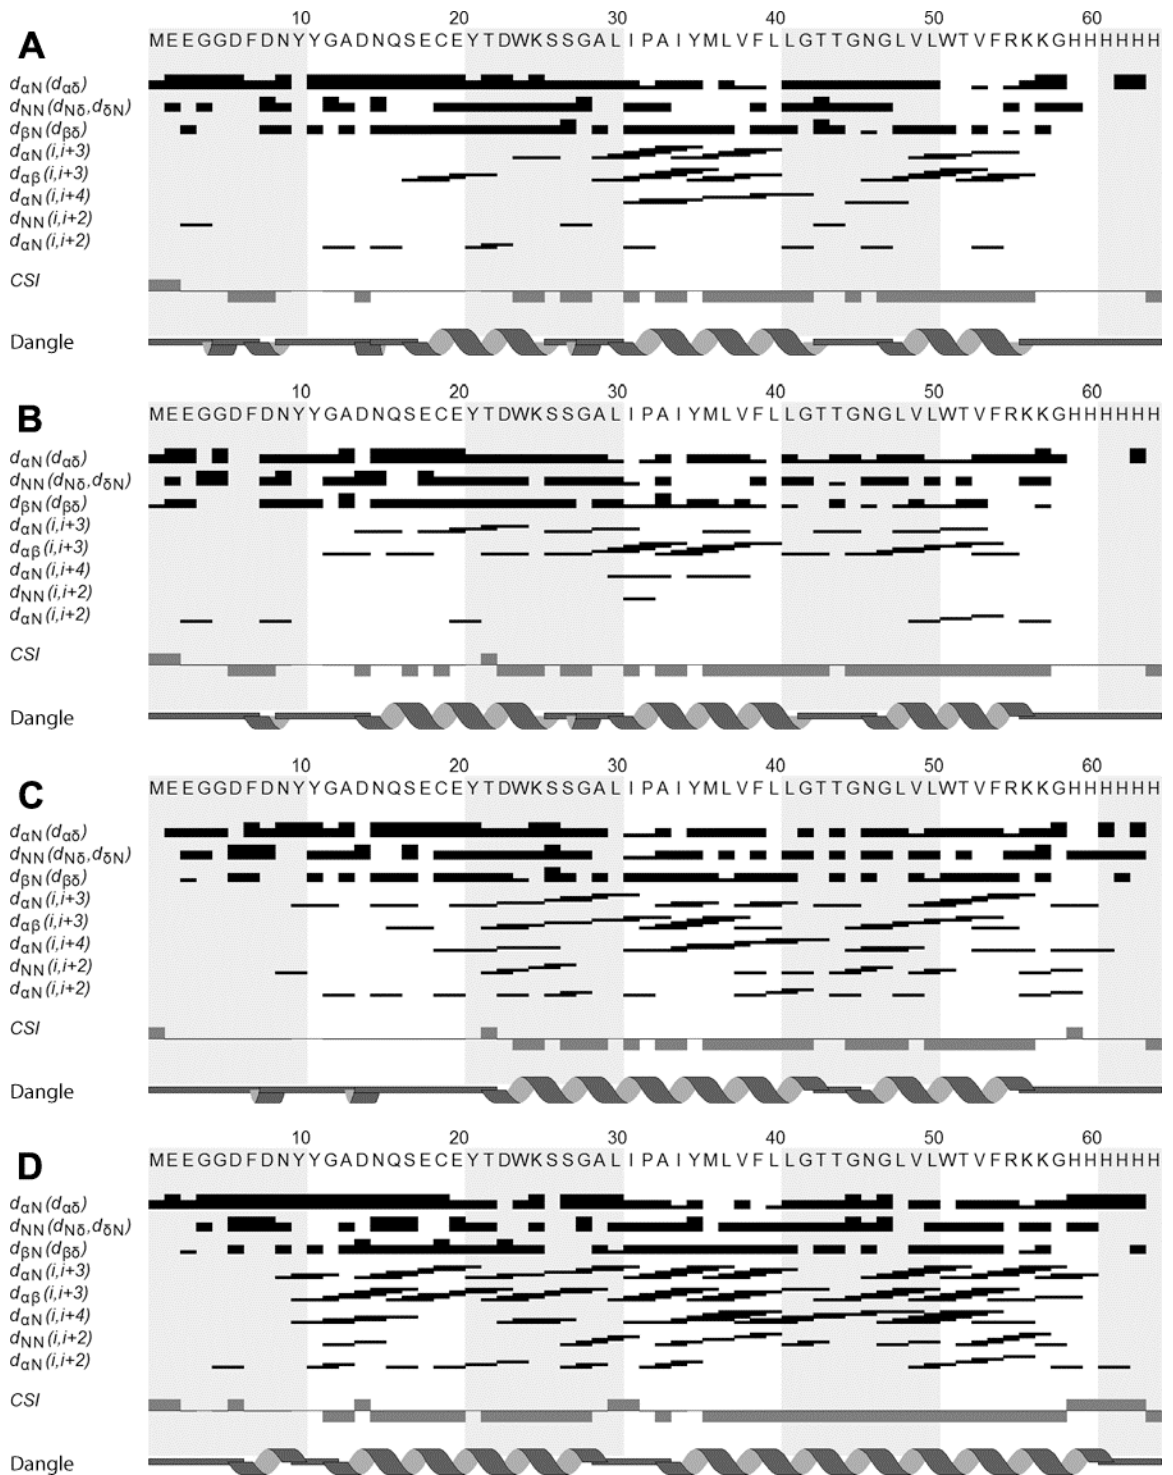 10 20 30 40 50 60
A MEEGGDFDNYYGADNQSECEYTDWKSSGALIPAIYMLVFLLGTTGNGLVLWTVFRKKGHHHHHH
dαN(dαδ)
dNN(dNδ,dδN)
dβN(dβδ)
dαN(i,i+3)
dαβ(i,i+3)
dαN(i,i+4)
dNN(i,i+2)
dαN(i,i+2)
CSI
Dangle
10 20 30 40 50 60
B MEEGGDFDNYYGADNQSECEYTDWKSSGALIPAIYMLVFLLGTTGNGLVLWTVFRKKGHHHHHH
dαN(dαδ)
dNN(dNδ,dδN)
dβN(dβδ)
dαN(i,i+3)
dαβ(i,i+3)
dαN(i,i+4)
dNN(i,i+2)
dαN(i,i+2)
CSI
Dangle
10 20 30 40 50 60
C MEEGGDFDNYYGADNQSECEYTDWKSSGALIPAIYMLVFLLGTTGNGLVLWTVFRKKGHHHHHH
dαN(dαδ)
dNN(dNδ,dδN)
dβN(dβδ)
dαN(i,i+3)
dαβ(i,i+3)
dαN(i,i+4)
dNN(i,i+2)
dαN(i,i+2)
CSI
Dangle
10 20 30 40 50 60
D MEEGGDFDNYYGADNQSECEYTDWKSSGALIPAIYMLVFLLGTTGNGLVLWTVFRKKGHHHHHH
dαN(dαδ)
dNN(dNδ,dδN)
dβN(dβδ)
dαN(i,i+3)
dαβ(i,i+3)
dαN(i,i+4)
dNN(i,i+2)
dαN(i,i+2)
CSI
Dangle